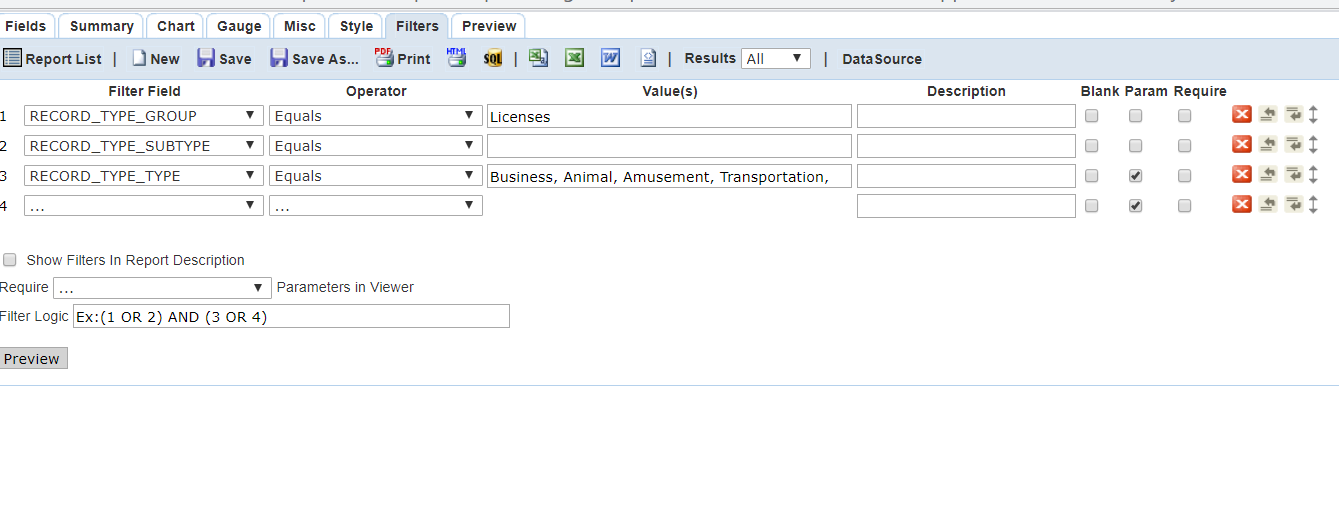 Fields Summary Chart Gauge Misc Style Filters Preview
Report List | New Save Save As... PDF Print HTML SQL | Results All | DataSource
Filter Field Operator Value(s) Description Blank Param Require
1 RECORD_TYPE_GROUP Equals Licenses
2 RECORD_TYPE_SUBTYPE Equals
3 RECORD_TYPE_TYPE Equals Business, Animal, Amusement, Transportation,
4 ... ...
Show Filters In Report Description
Require ... Parameters in Viewer
Filter Logic Ex:(1 OR 2) AND (3 OR 4)
Preview